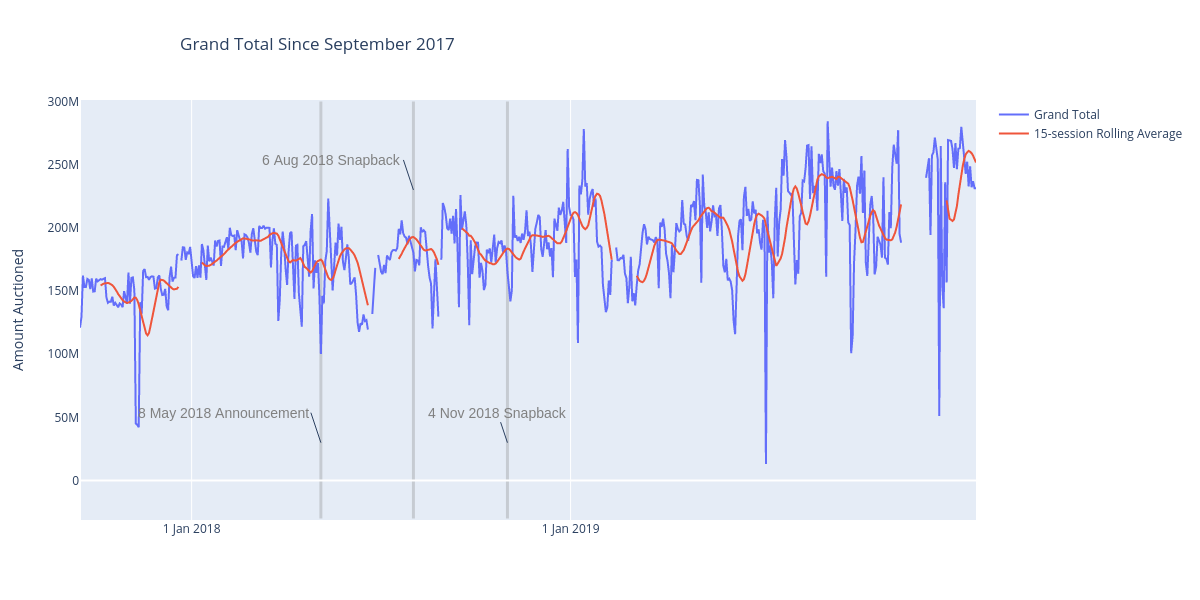 Grand Total Since September 2017
Grand Total
15-session Rolling Average
300M
250M
200M
150M
100M
50M
0
Amount Auctioned
6 Aug 2018 Snapback
8 May 2018 Announcement
4 Nov 2018 Snapback
1 Jan 2018
1 Jan 2019